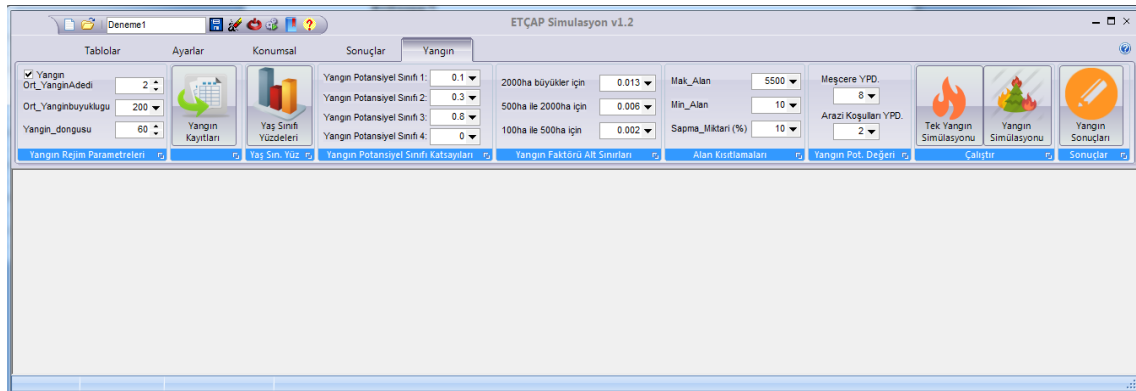 Deneme1
ETÇAP Simulasyon v1.2
Tablolar Ayarlar Konumsal Sonuçlar Yangın
Yangın
Ort_YanginAdedi 2
Ort_Yanginbuyuklugu 200
Yangin_dongusu 60
Yangın Rejim Parametreleri
Yangın
Kayıtları
Yaş Sınıfı
Yüzdeleri
Yaş Sın. Yüz
Yangın Potansiyel Sınıfı 1: 0.1
Yangın Potansiyel Sınıfı 2: 0.3
Yangın Potansiyel Sınıfı 3: 0.8
Yangın Potansiyel Sınıfı 4: 0
Yangın Potansiyel Sınıfı Katsayıları
2000ha büyükler için 0.013
500ha ile 2000ha için 0.006
100ha ile 500ha için 0.002
Yangın Faktörü Alt Sınırları
Mak_Alan 5500
Min_Alan 10
Sapma_Miktari (%) 10
Alan Kısıtlamaları
Meşcere YPD.
8
Arazi Koşulları YPD.
2
Yangın Pot. Değeri
Tek Yangın
Simülasyonu
Yangın
Simülasyonu
Çalıştır
Yangın
Sonuçları
Sonuçlar